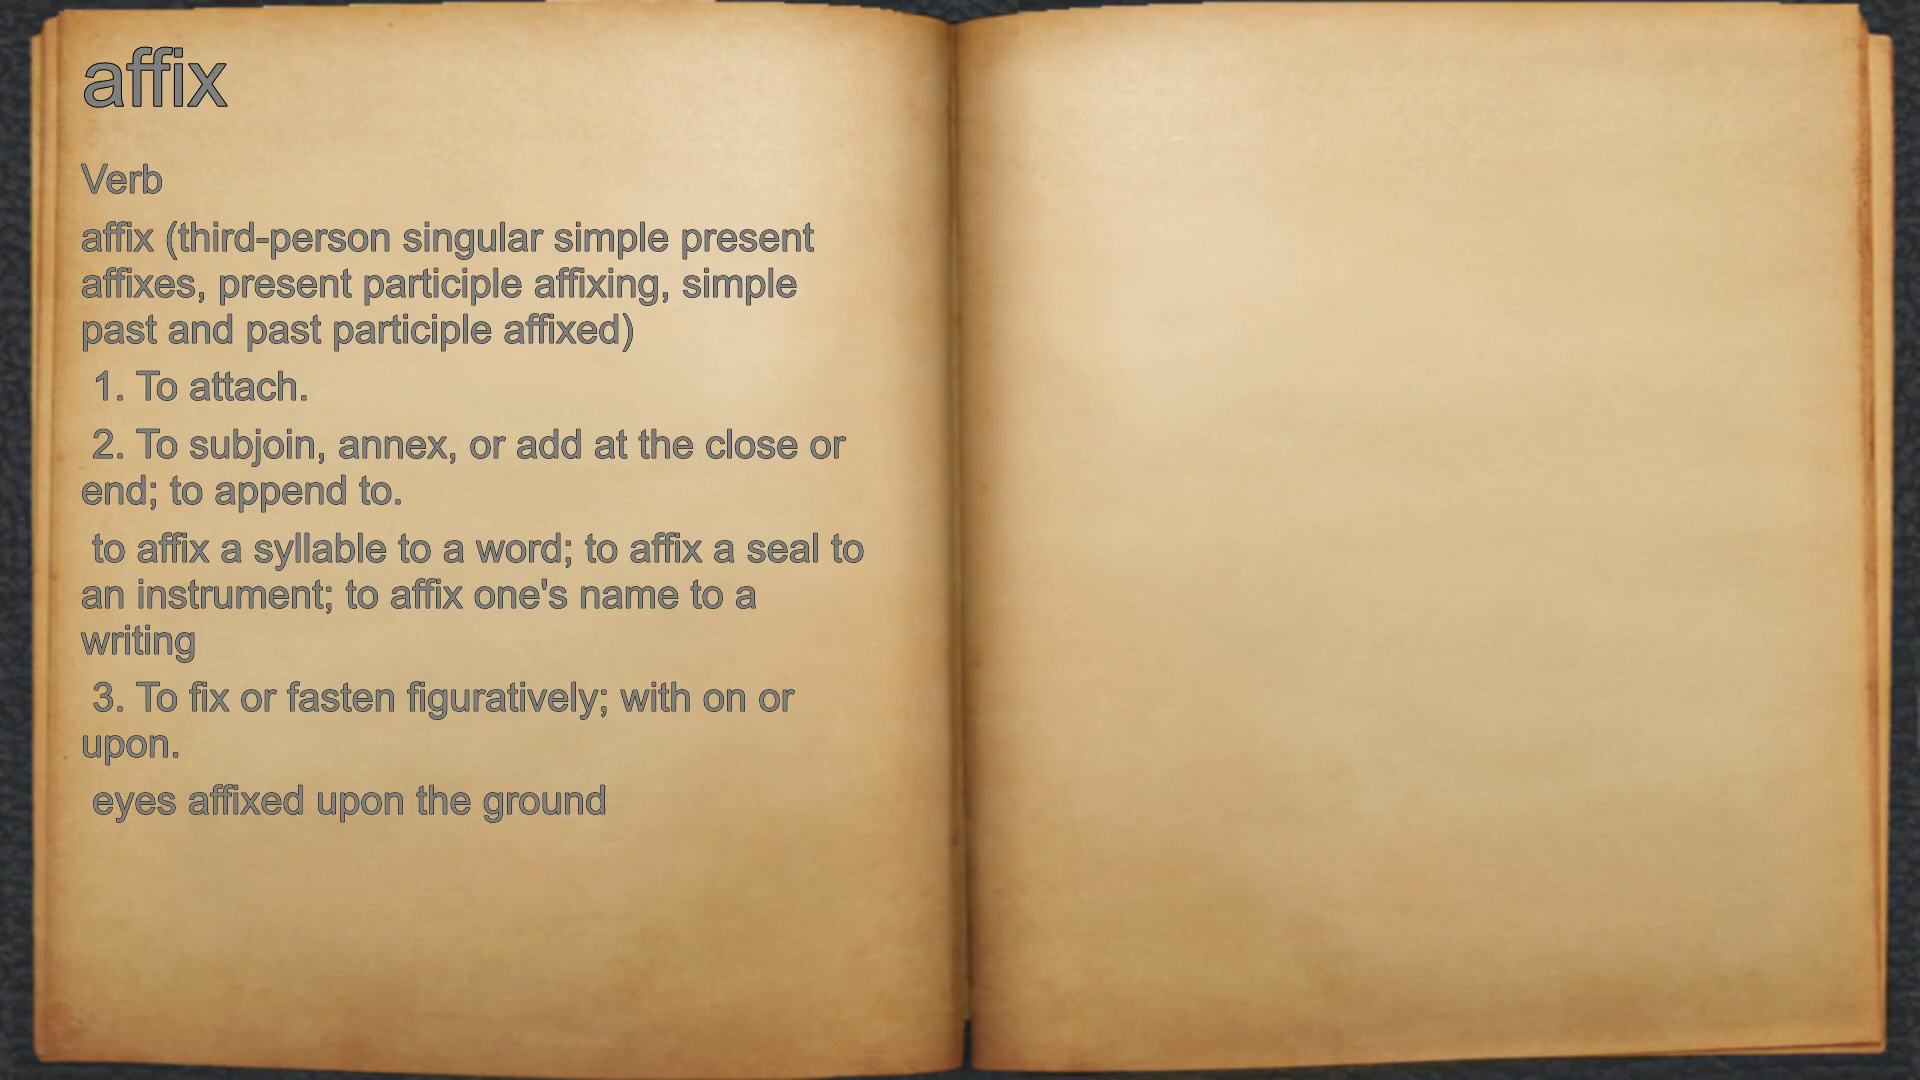 affix
Verb
affix (third-person singular simple present
affixes, present participle affixing, simple
past and past participle affixed)
1. To attach.
2. To subjoin, annex, or add at the close or
end; to append to.
to affix a syllable to a word; to affix a seal to
an instrument; to affix one's name to a
writing
3. To fix or fasten figuratively; with on or
upon.
eyes affixed upon the ground